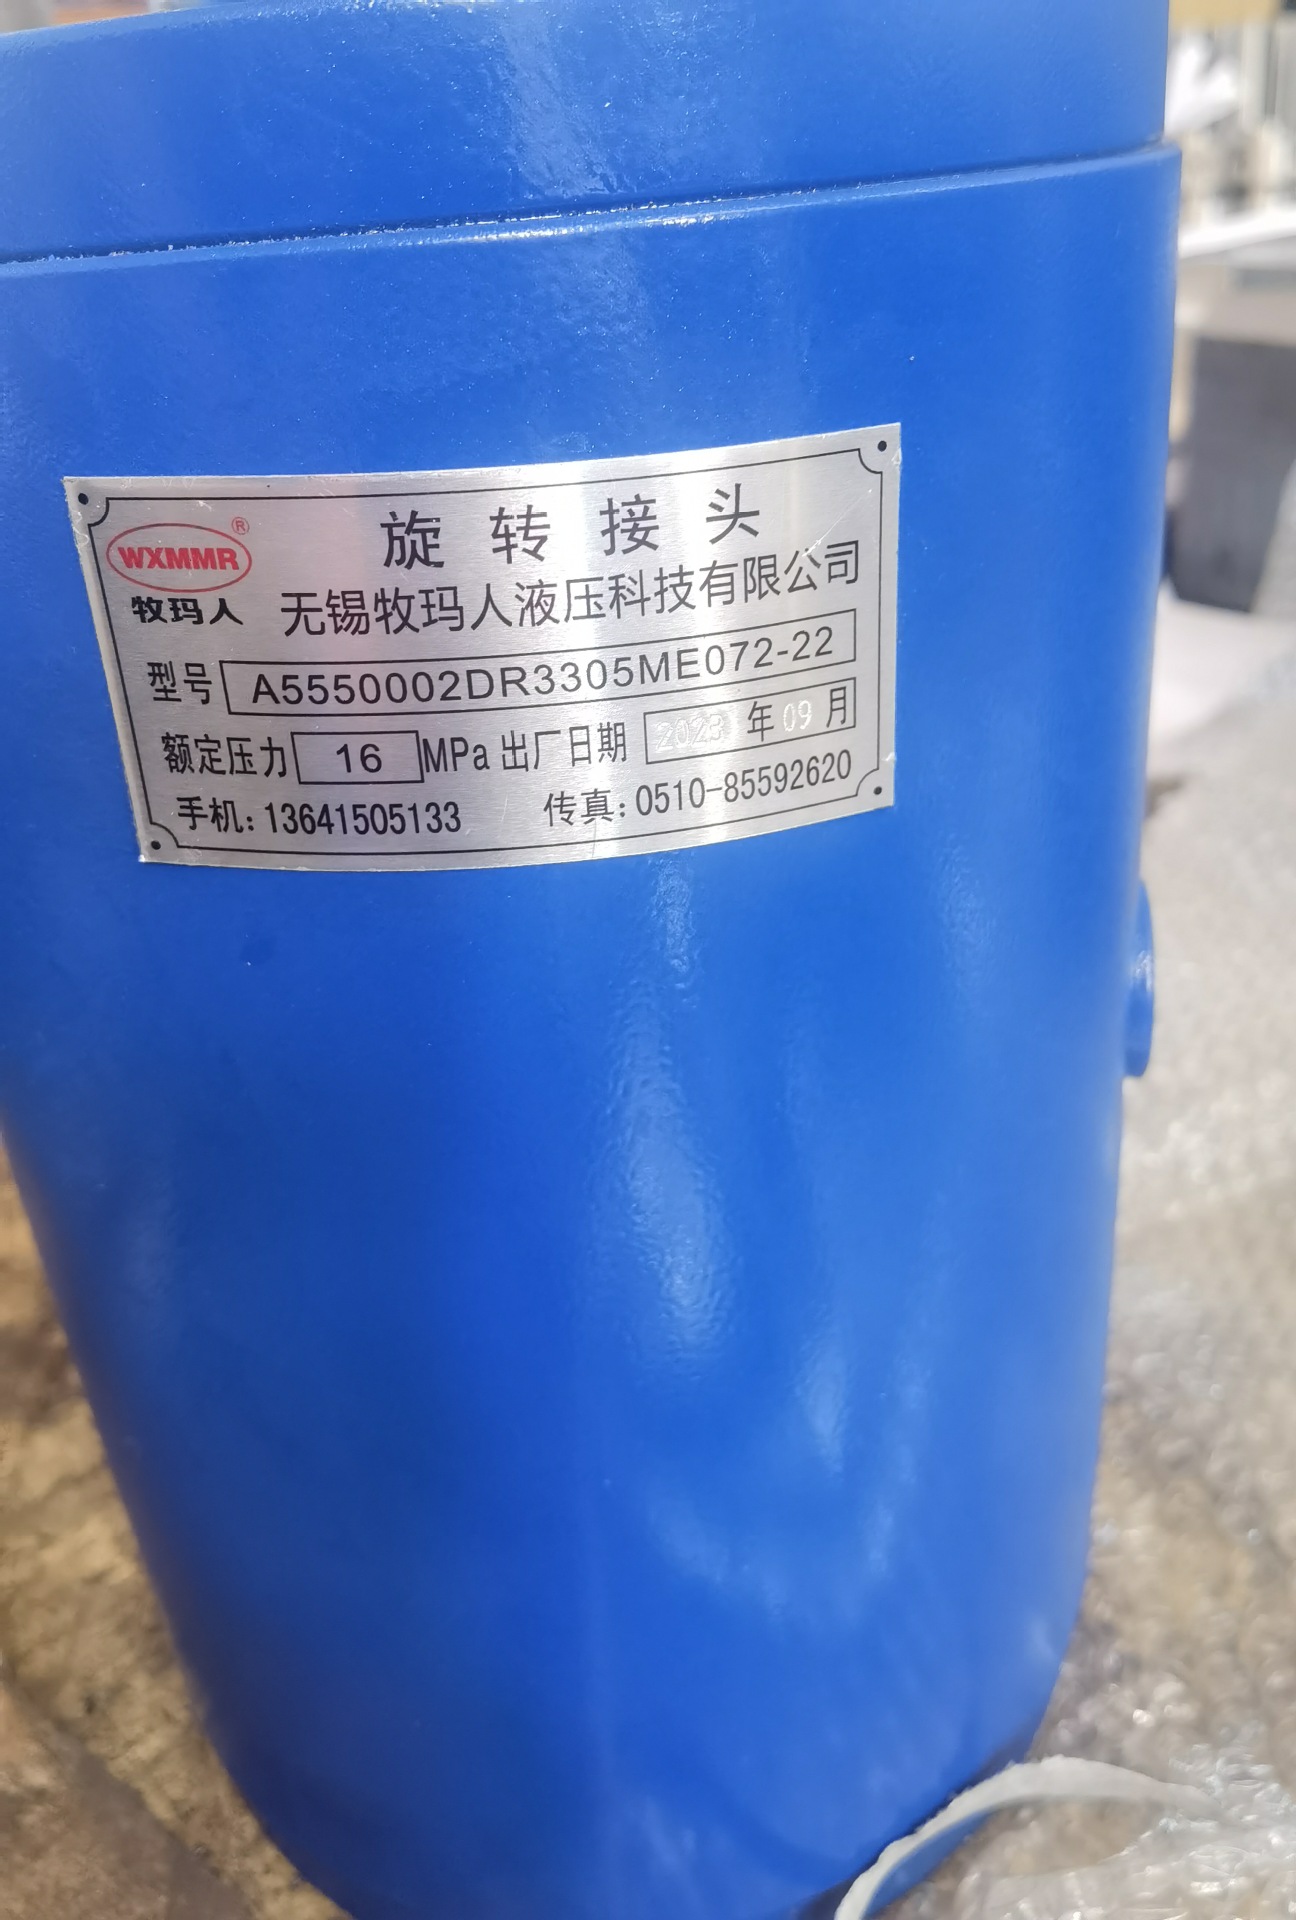 WXMMR®
牧玛人
旋转接头
无锡牧玛人液压科技有限公司
型号 A5550002DR3305ME072-22
额定压力 16 MPa 出厂日期 2023 年 09 月
手机: 13641505133 传真: 0510-85592620